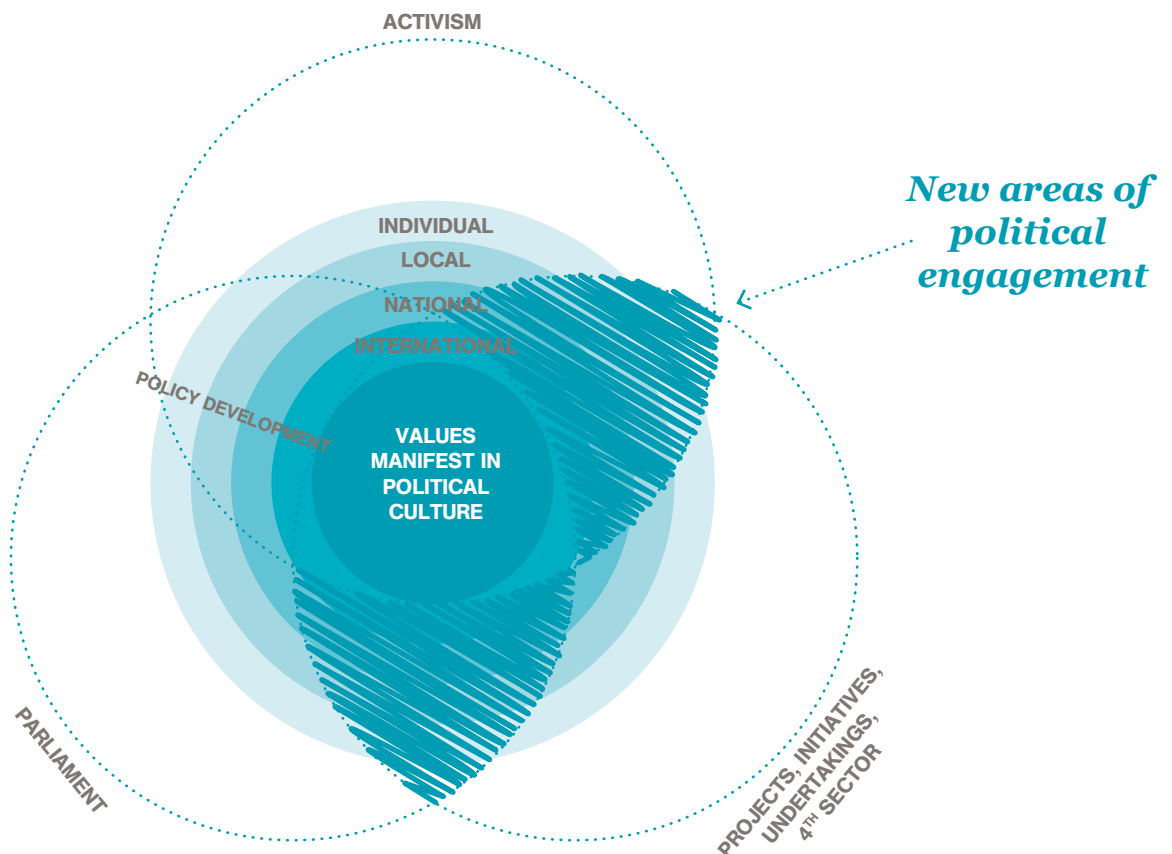 ACTIVISM
New areas of
political
engagement
INDIVIDUAL
LOCAL
NATIONAL
INTERNATIONAL
POLICY DEVELOPMENT
VALUES
MANIFEST IN
POLITICAL
CULTURE
PARLIAMENT
PROJECTS, INITIATIVES,
UNDERTAKINGS,
4TH SECTOR